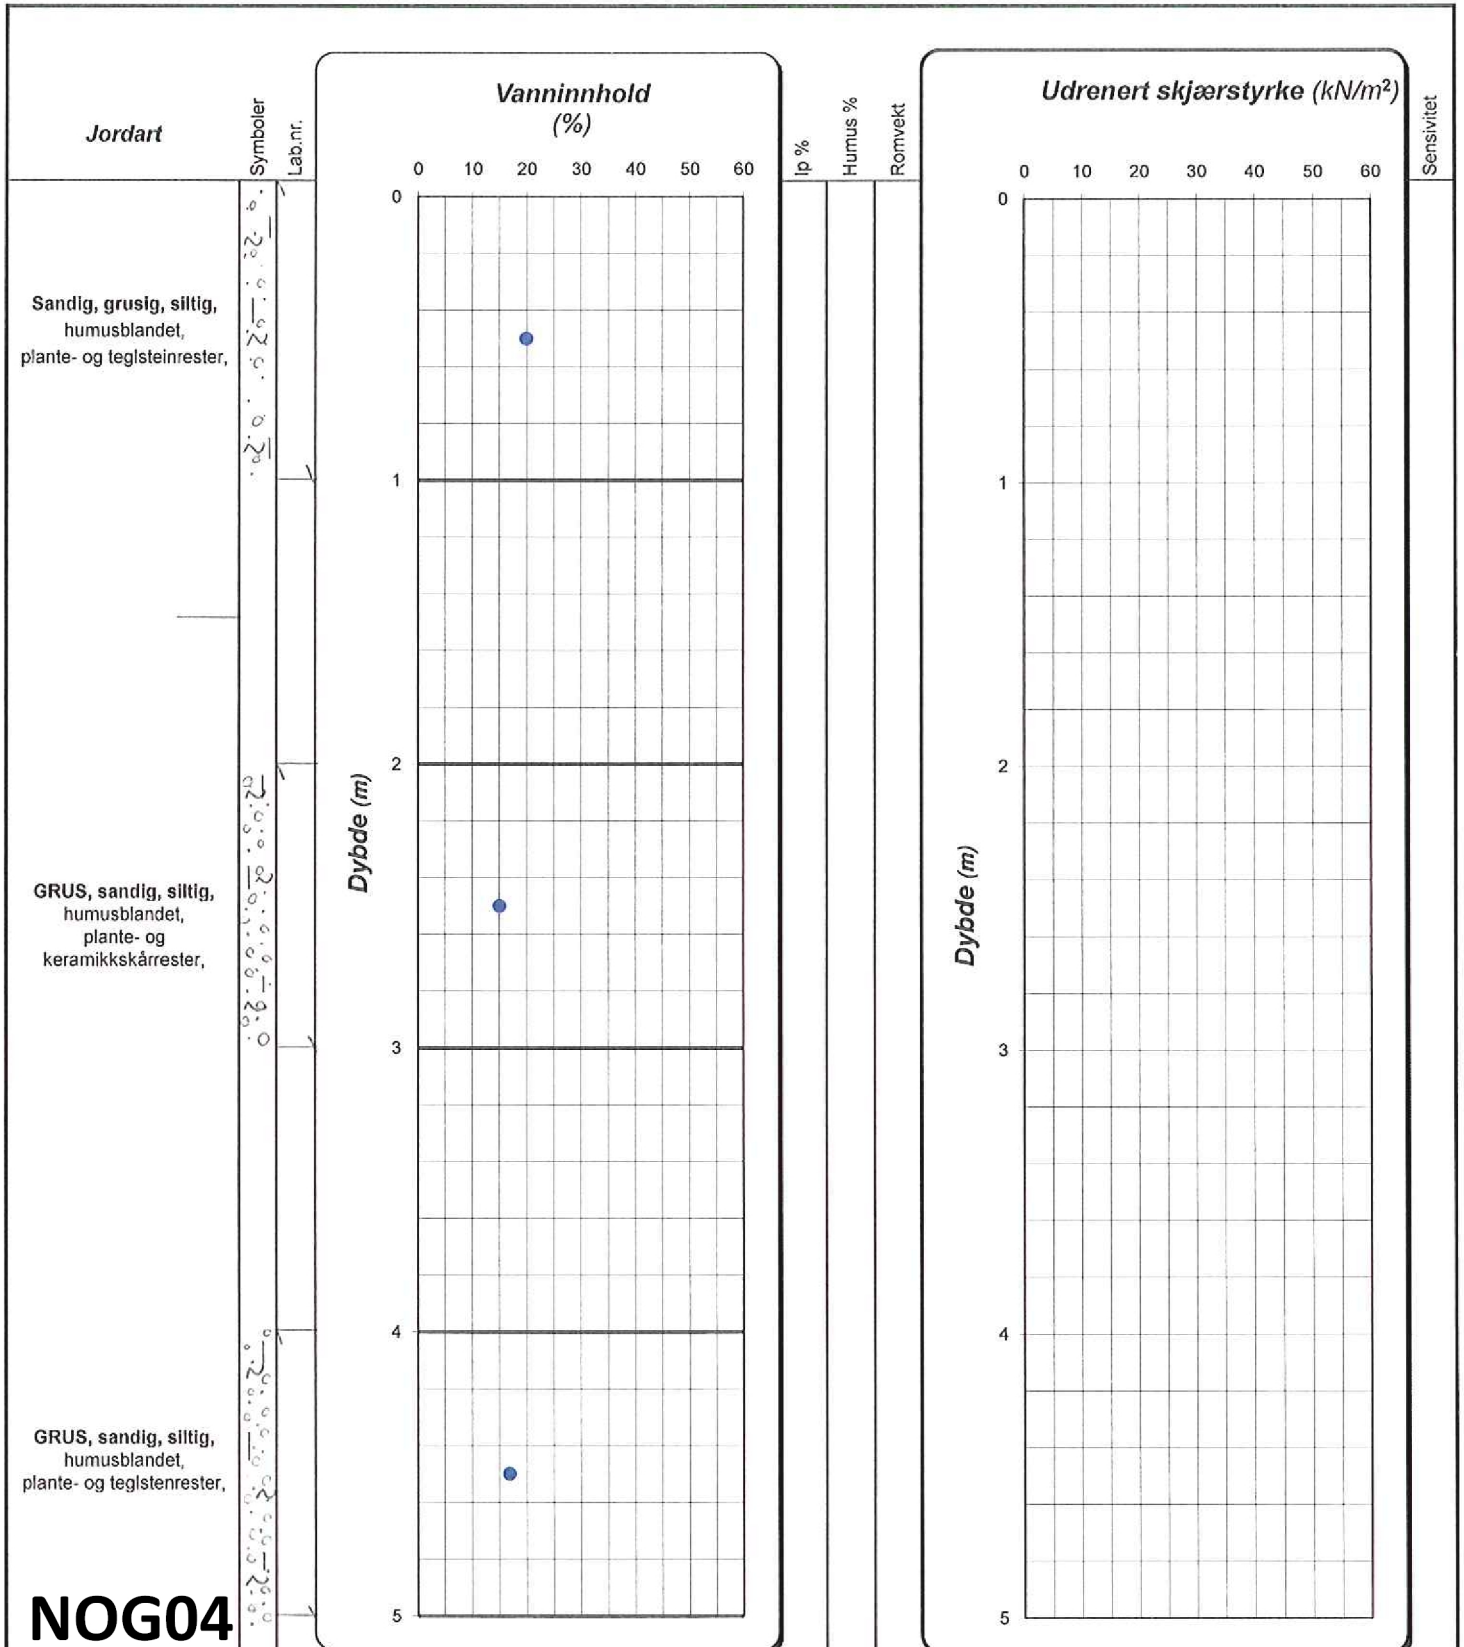 Jordart
Symboler
Lab.nr.
Vanninnhold
(%)
0 10 20 30 40 50 60
Ip %
Humus %
Romvekt
Udrenert skjærstyrke (kN/m²)
0 10 20 30 40 50 60
Sensivitet
Sandig, grusig, siltig,
humusblandet,
plante- og teglsteinrester,
GRUS, sandig, siltig,
humusblandet,
plante- og
keramikkskårrester,
GRUS, sandig, siltig,
humusblandet,
plante- og teglstenrester,
NOG04
Dybde (m)
0
1
2
3
4
5
Dybde (m)
0
1
2
3
4
5